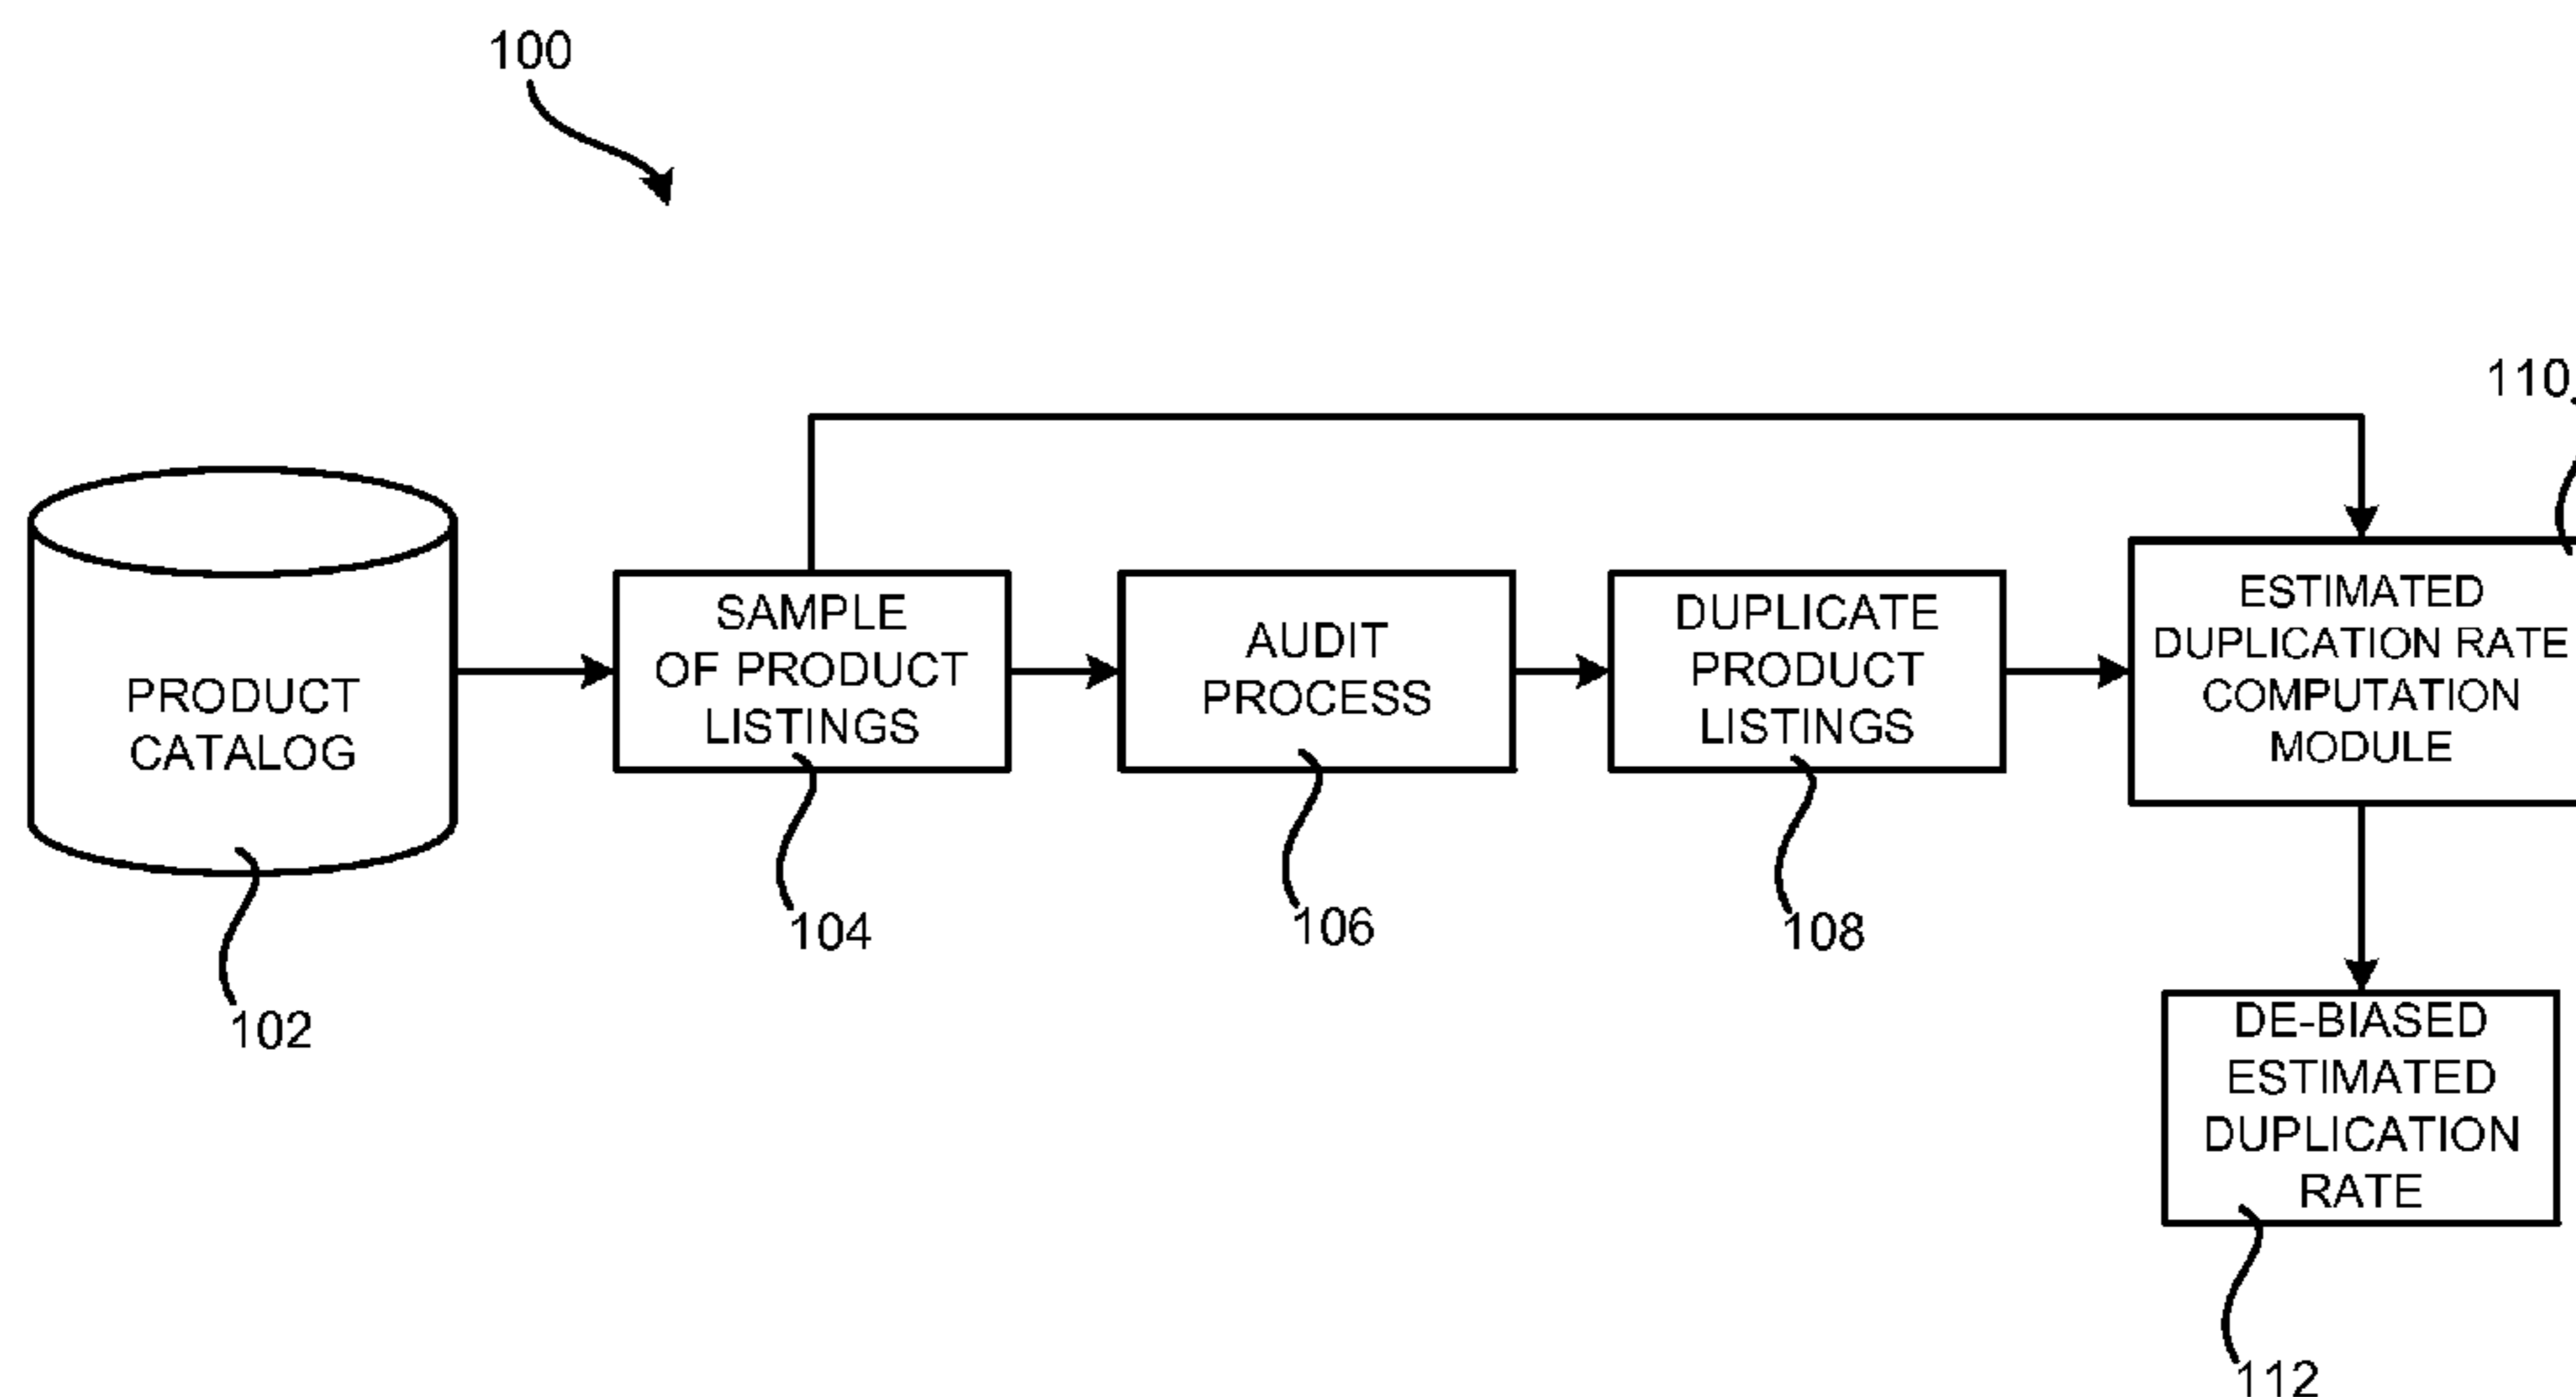 100
110
PRODUCT
CATALOG
SAMPLE
OF PRODUCT
LISTINGS
AUDIT
PROCESS
DUPLICATE
PRODUCT
LISTINGS
ESTIMATED
DUPLICATION RATE
COMPUTATION
MODULE
102
104
106
108
DE-BIASED
ESTIMATED
DUPLICATION
RATE
112